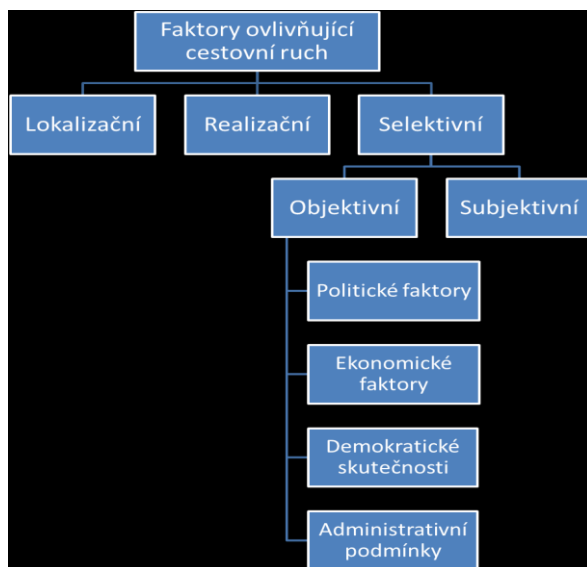 Faktory ovlivňující
cestovní ruch
Lokalizační
Realizační
Selektivní
Objektivní
Subjektivní
Politické faktory
Ekonomické
faktory
Demokratické
skutečnosti
Administrativní
podmínky